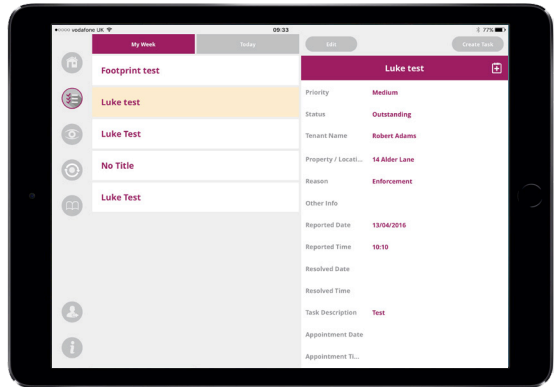 vodafone UK
09:33
77%
My Week
Today
Edit
Create Task
Footprint test
Luke test
Luke Test
No Title
Luke Test
Luke test
Priority Medium
Status Outstanding
Tenant Name Robert Adams
Property / Locati... 14 Alder Lane
Reason Enforcement
Other Info
Reported Date 13/04/2016
Reported Time 10:10
Resolved Date
Resolved Time
Task Description Test
Appointment Date
Appointment Ti...